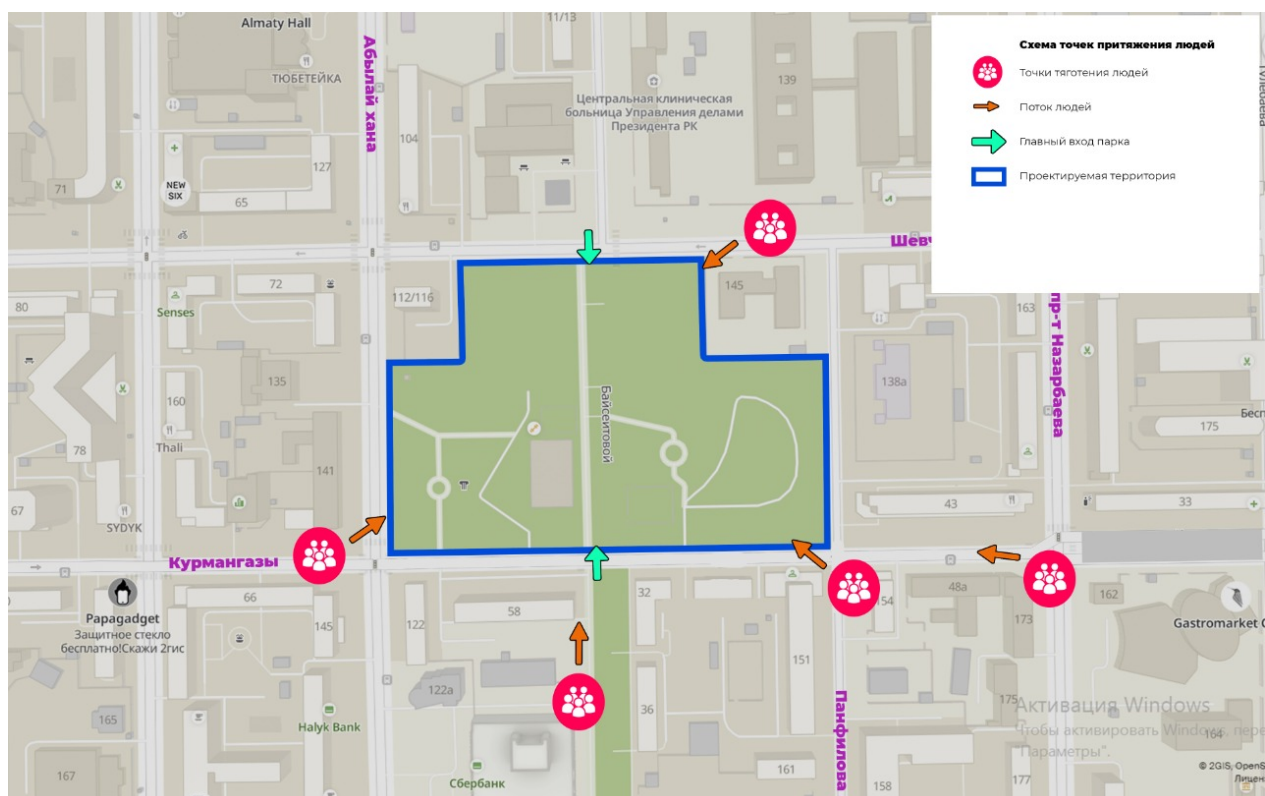 Almaty Hall
11/13
Схема точек притяжения людей
Точки тяготения людей
Поток людей
Главный вход парка
Проектируемая территория
Абылай хана
ТЮБЕТЕЙКА
139
Центральная клиническая
больница Управления делами
Президента РК
104
127
71
NEW
SIX
65
Шевч
72
112/116
145
80
Senses
163
пр-т Назарбаева
135
138а
160
Байсеитовой
175
Бесп
Thali
78
141
43
33
67
SYDYK
Курмангазы
66
Papagadget
Защитное стекло
бесплатно!Скажи 2гис
58
32
154
48а
162
145
122
173
Gastromarket
151
122а
36
Панфилова
175
Активация Windows
Чтобы активировать Windows, пере
"Параметры".
165
Halyk Bank
164
© 2GIS, OpenS
Лицен
167
Сбербанк
161
158
177